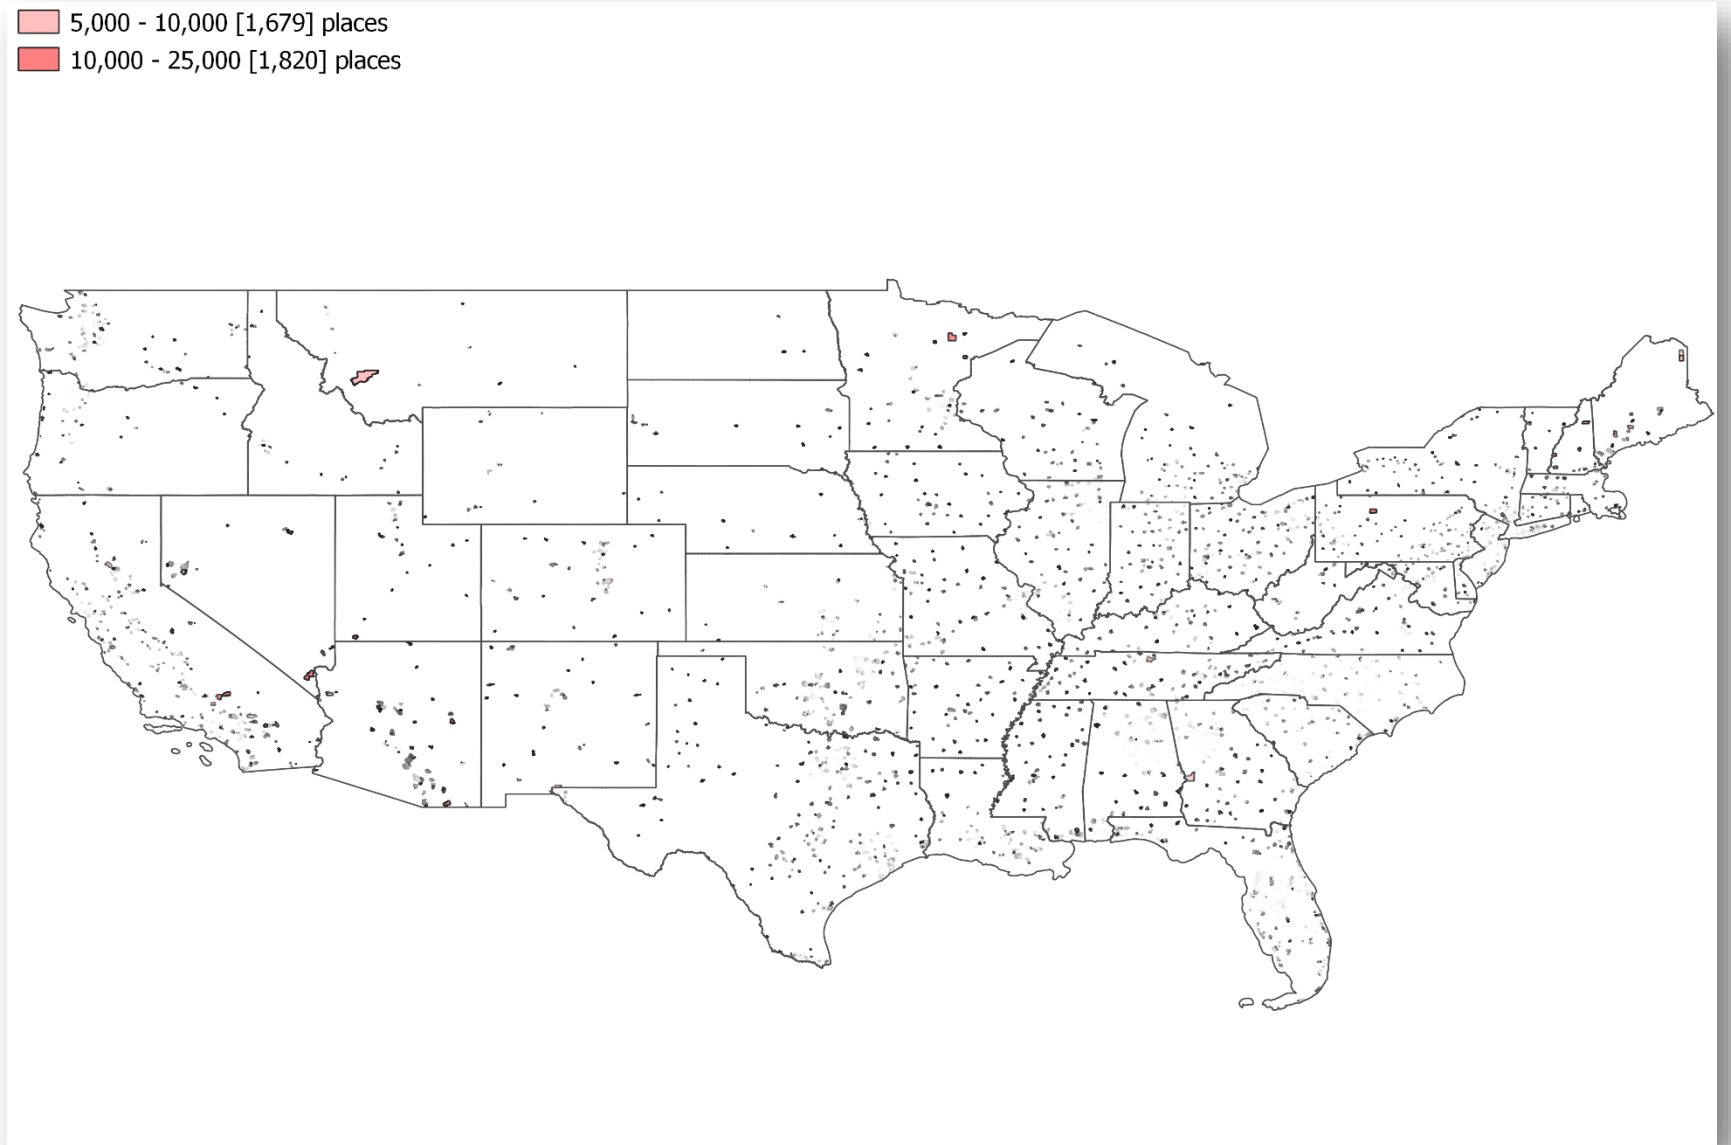 5,000 - 10,000 [1,679] places
10,000 - 25,000 [1,820] places